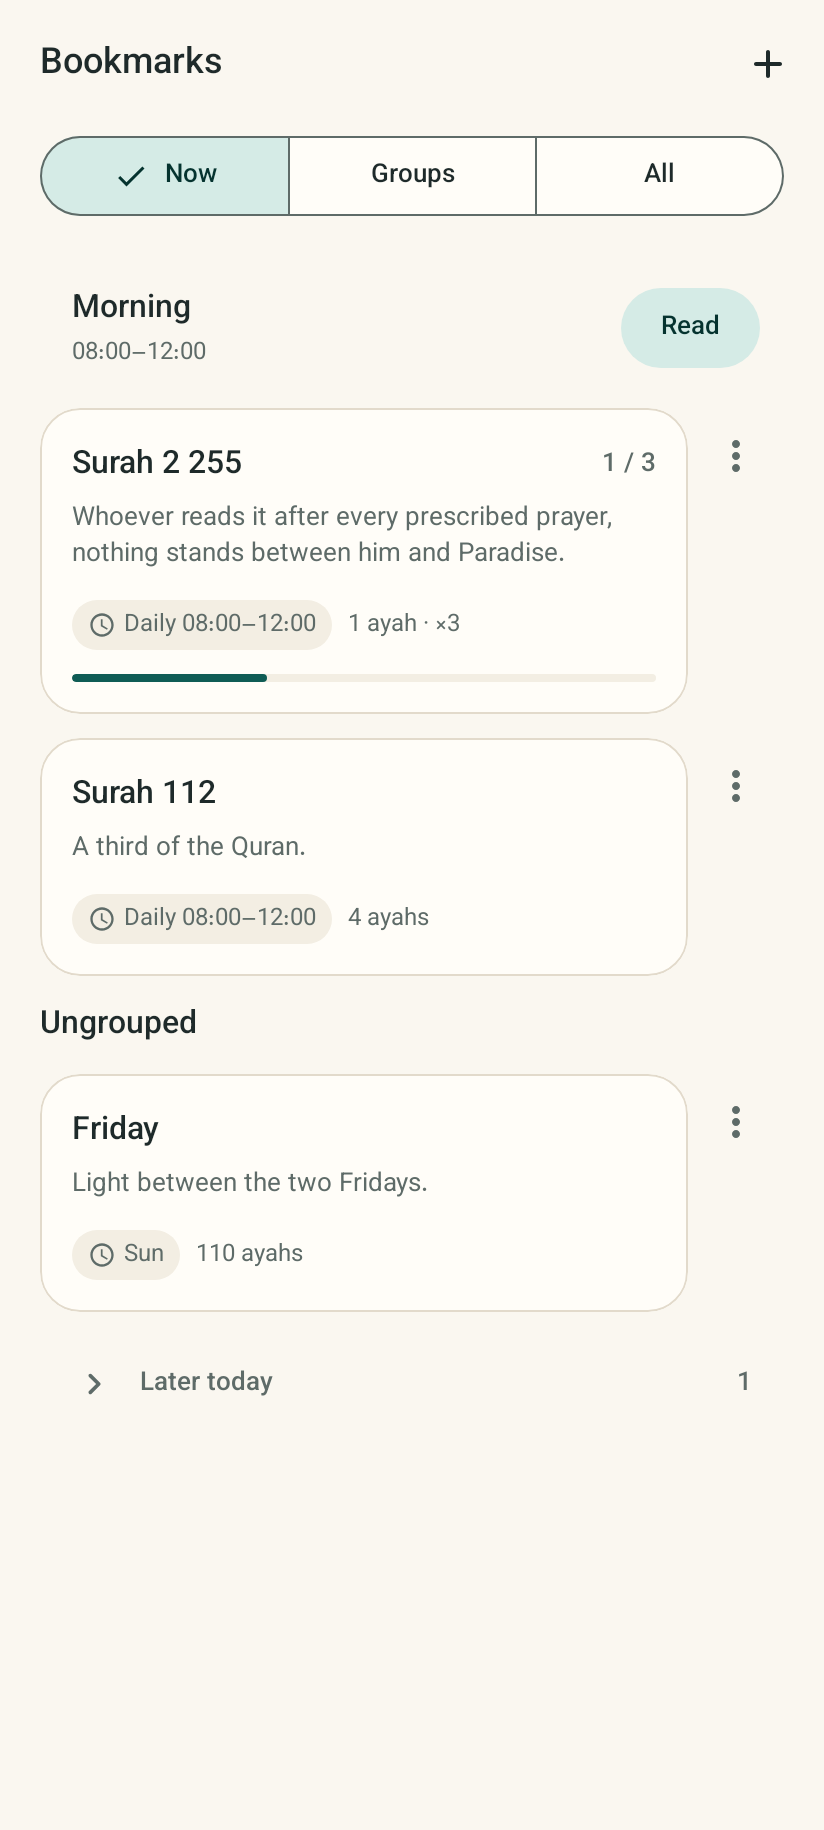 Bookmarks
Now
Groups
All
Morning
Read
08:00–12:00
Surah 2 255
1 / 3
Whoever reads it after every prescribed prayer,
nothing stands between him and Paradise.
Daily 08:00–12:00
1 ayah · ×3
Surah 112
A third of the Quran.
Daily 08:00–12:00
4 ayahs
Ungrouped
Friday
Light between the two Fridays.
Sun
110 ayahs
Later today
1